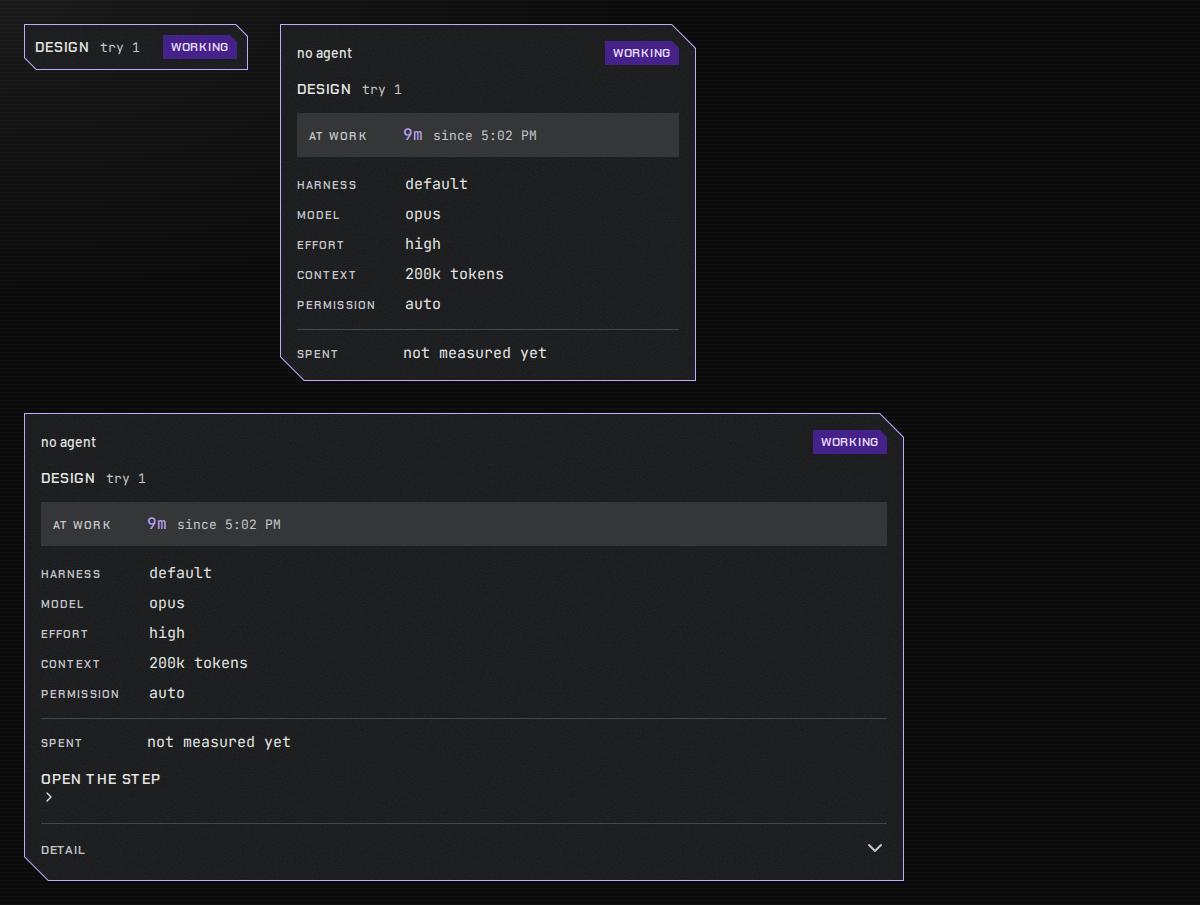 DESIGN try 1 WORKING
no agent WORKING
DESIGN try 1
AT WORK 9m since 5:02 PM
HARNESS default
MODEL opus
EFFORT high
CONTEXT 200k tokens
PERMISSION auto
SPENT not measured yet
no agent WORKING
DESIGN try 1
AT WORK 9m since 5:02 PM
HARNESS default
MODEL opus
EFFORT high
CONTEXT 200k tokens
PERMISSION auto
SPENT not measured yet
OPEN THE STEP
DETAIL